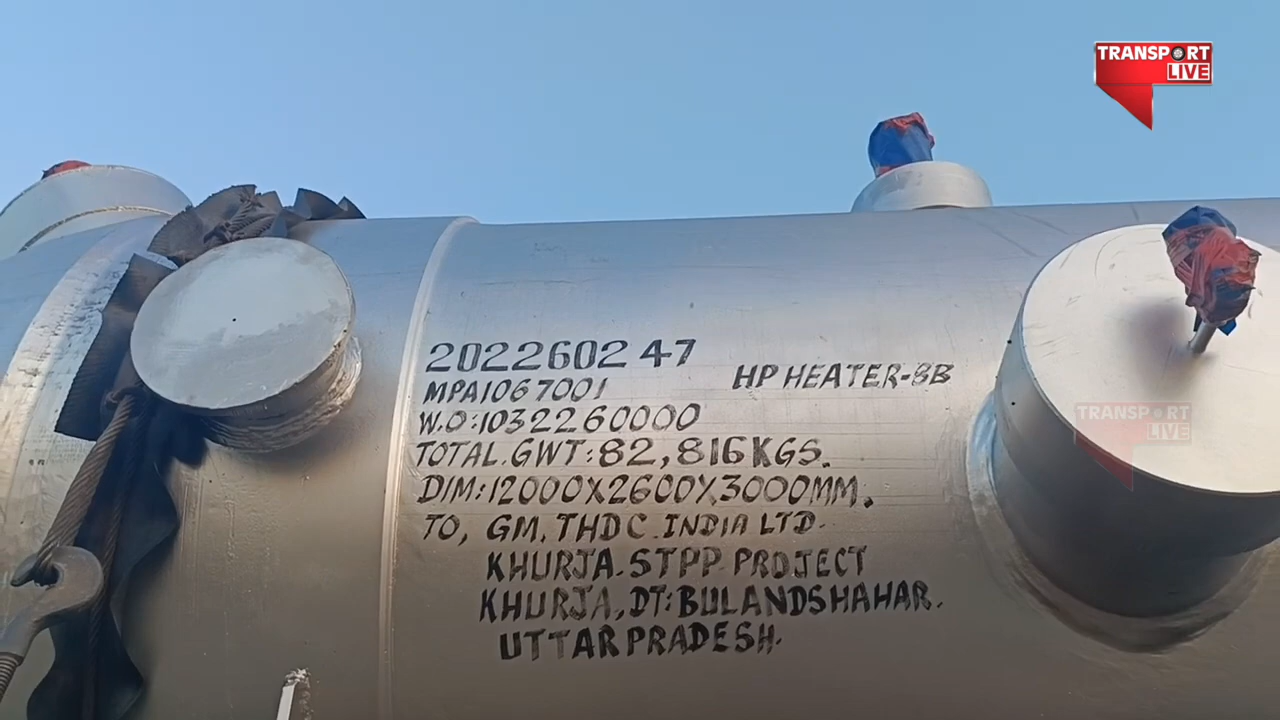 TRANSPORT
LIVE
2022602 47
MPA1067001
HP HEATER-8B
W.O:1032260000
TOTAL.GWT:82,816KGS.
DIM:12000X2600X3000MM.
TO, GM. THDC INDIA LTD.
KHURJA.STPP PROJECT
KHURJA,DT:BULANDSHAHAR.
UTTAR PRADESH.
TRANSPORT
LIVE